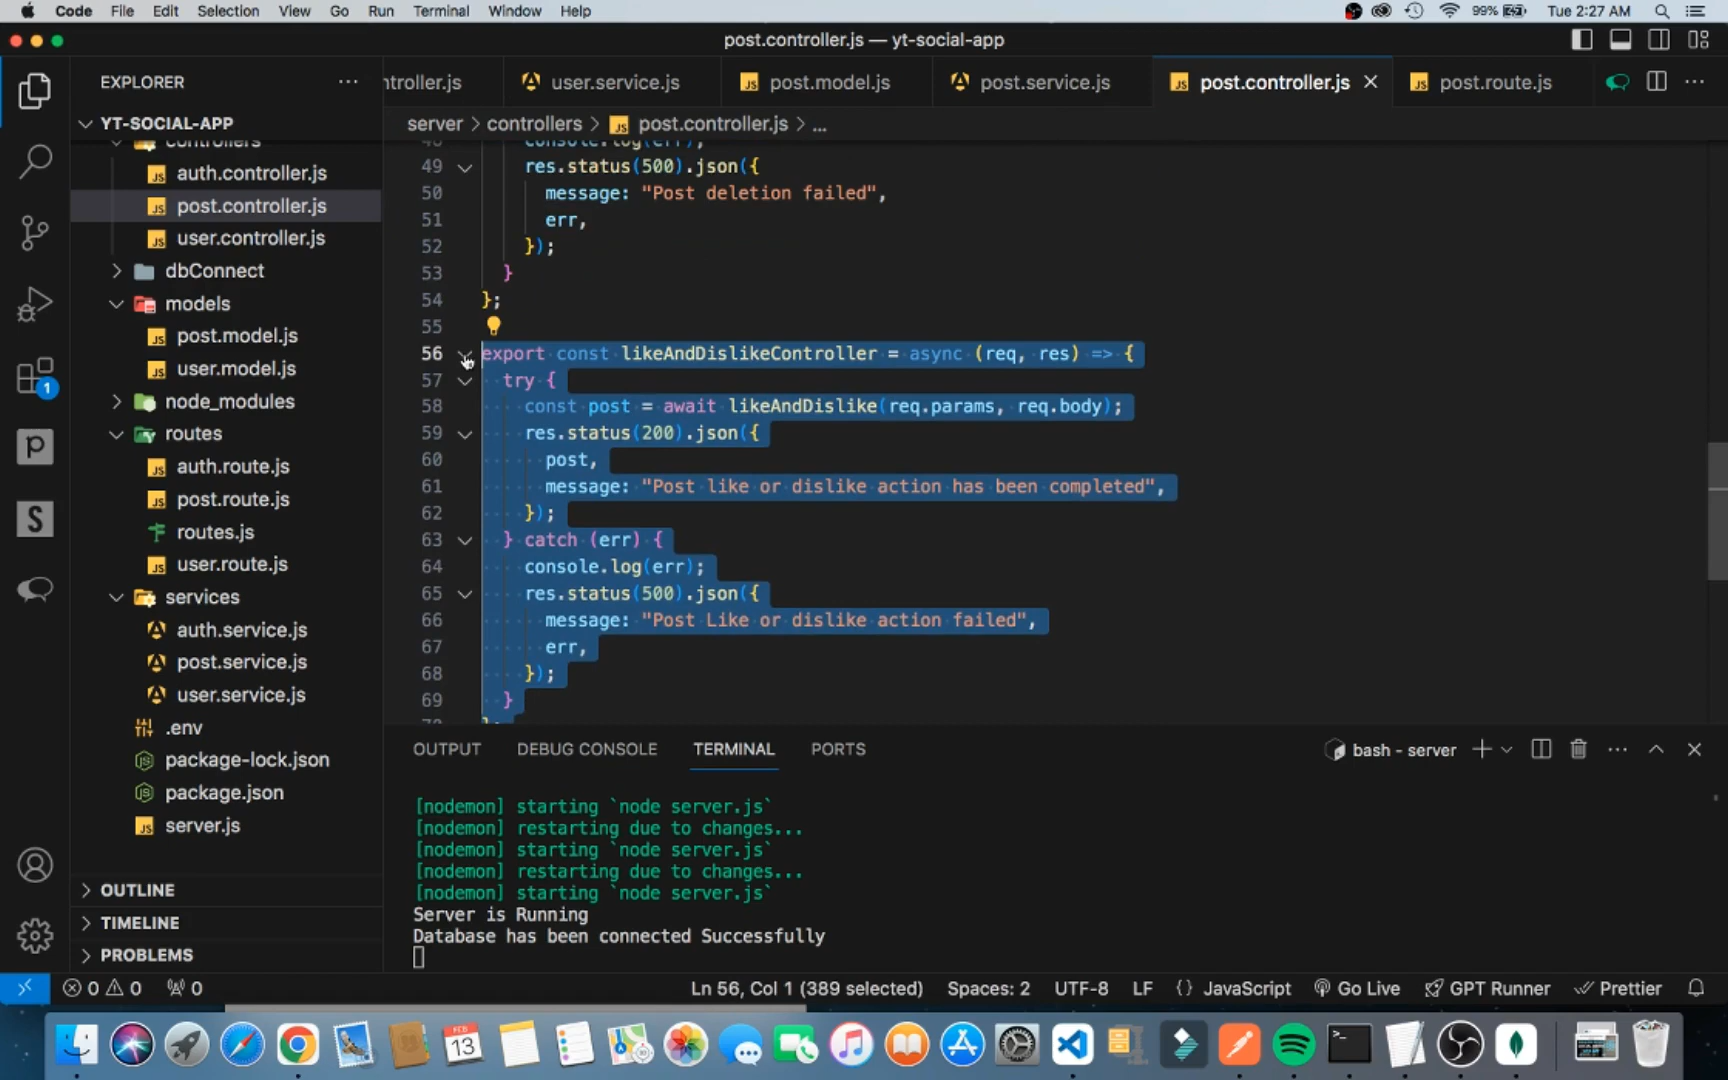 Code File Edit Selection View Go Run Terminal Window Help 99% Tue 2:27 AM
post.controller.js — yt-social-app
EXPLORER
ntroller.js user.service.js post.model.js post.service.js post.controller.js post.route.js
YT-SOCIAL-APP
server > controllers > post.controller.js > ...
controllers
auth.controller.js
post.controller.js
user.controller.js
dbConnect
models
post.model.js
user.model.js
node_modules
routes
auth.route.js
post.route.js
routes.js
user.route.js
services
auth.service.js
post.service.js
user.service.js
.env
package-lock.json
package.json
server.js
OUTLINE
TIMELINE
PROBLEMS
48 console.log(err);
49 res.status(500).json({
50 message: "Post deletion failed",
51 err,
52 });
53 }
54 };
55
56 export const likeAndDislikeController = async (req, res) => {
57 try {
58 const post = await likeAndDislike(req.params, req.body);
59 res.status(200).json({
60 post,
61 message: "Post like or dislike action has been completed",
62 });
63 } catch (err) {
64 console.log(err);
65 res.status(500).json({
66 message: "Post Like or dislike action failed",
67 err,
68 });
69 }
70 };
OUTPUT DEBUG CONSOLE TERMINAL PORTS bash - server
[nodemon] starting `node server.js`
[nodemon] restarting due to changes...
[nodemon] starting `node server.js`
[nodemon] restarting due to changes...
[nodemon] starting `node server.js`
Server is Running
Database has been connected Successfully
0 0 0 Ln 56, Col 1 (389 selected) Spaces: 2 UTF-8 LF {} JavaScript Go Live GPT Runner Prettier
1
FEB
13